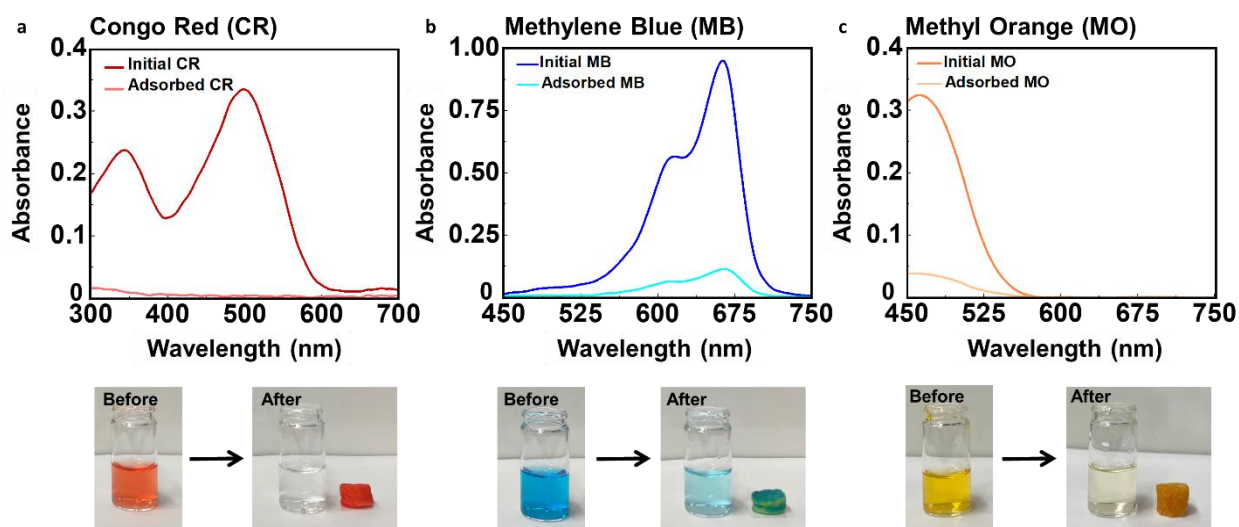 a Congo Red (CR)
0.4
0.3
0.2
0.1
0
Absorbance
Initial CR
Adsorbed CR
300 400 500 600 700
Wavelength (nm)
b Methylene Blue (MB)
1.00
0.75
0.50
0.25
0
Absorbance
Initial MB
Adsorbed MB
450 525 600 675 750
Wavelength (nm)
c Methyl Orange (MO)
0.4
0.3
0.2
0.1
0
Absorbance
Initial MO
Adsorbed MO
450 525 600 675 750
Wavelength (nm)
Before After
Before After
Before After